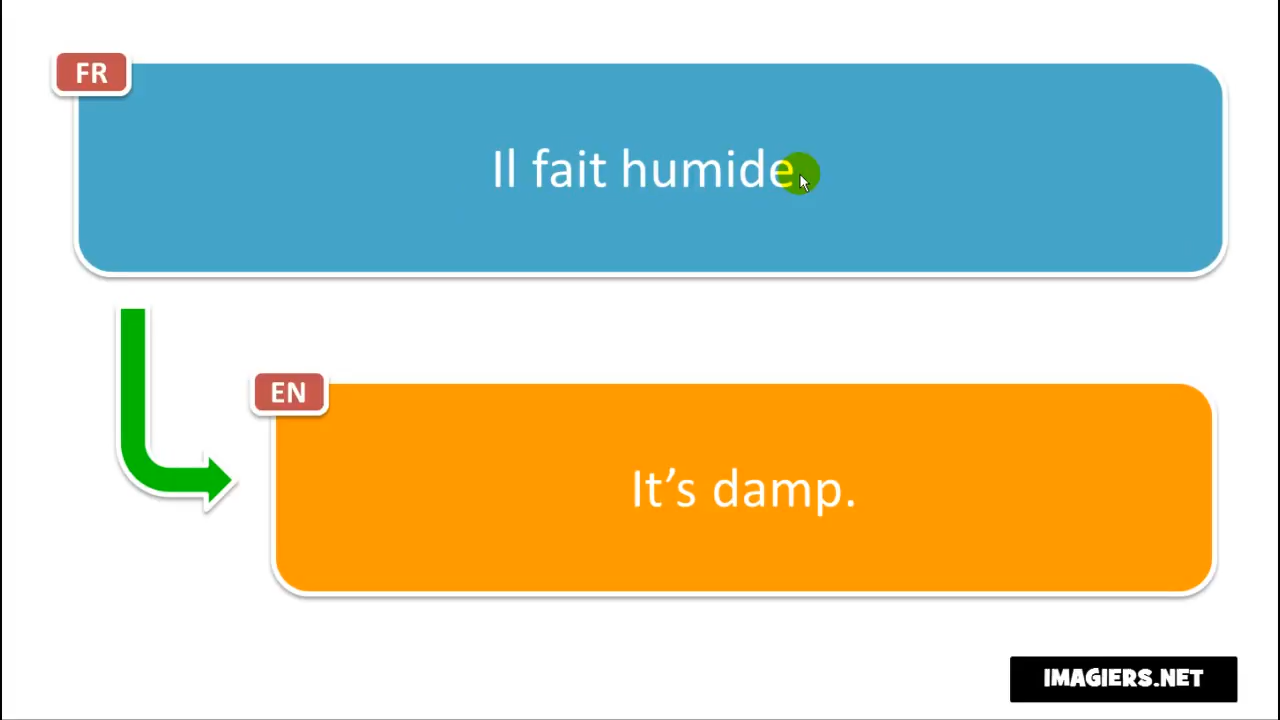 FR
Il fait humide.
EN
It’s damp.
IMAGIERS.NET